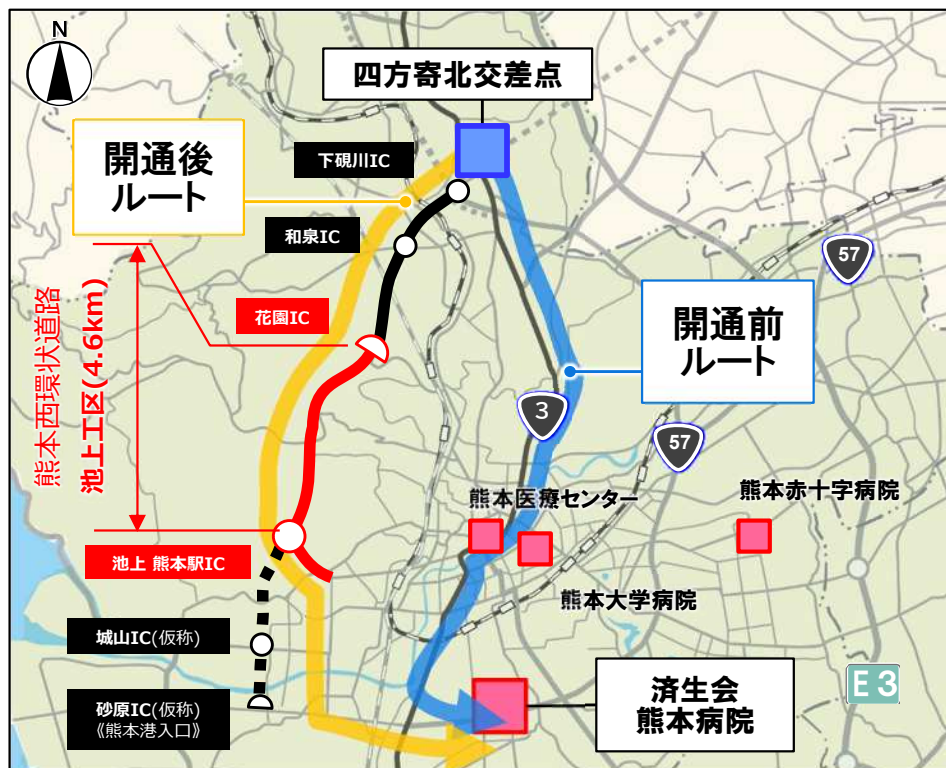 N
四方寄北交差点
開通後
ルート
下硯川IC
和泉IC
花園IC
熊本西環状道路
池上工区(4.6km)
57
開通前
ルート
3
57
熊本医療センター
熊本赤十字病院
熊本大学病院
池上 熊本駅IC
城山IC(仮称)
砂原IC(仮称)
《熊本港入口》
済生会
熊本病院
E3